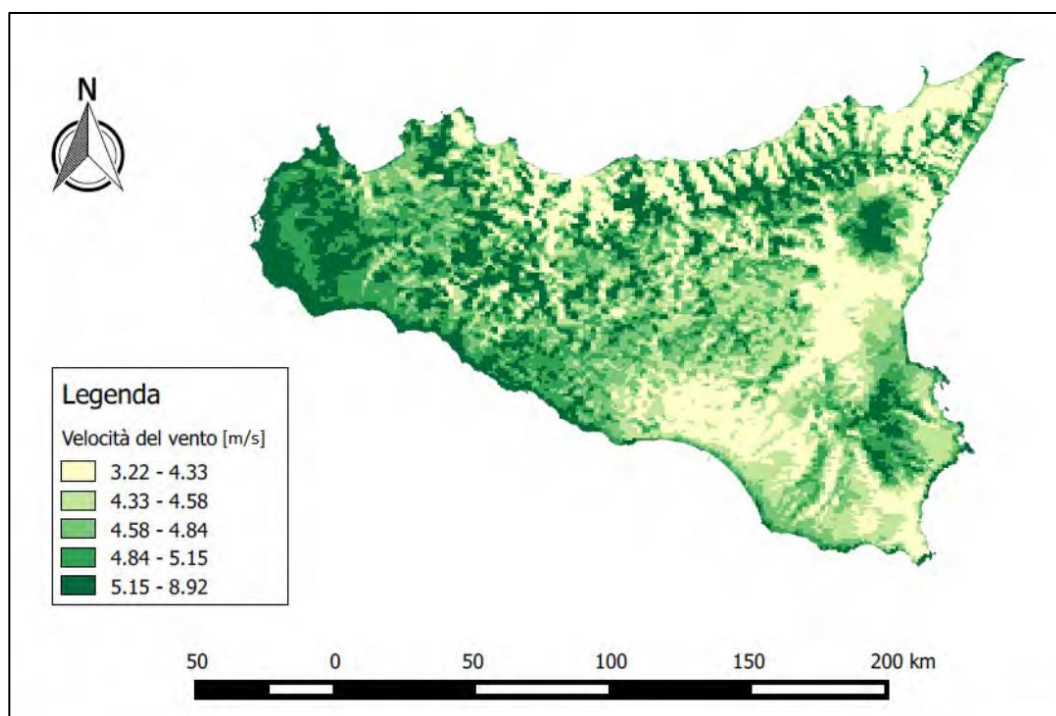 N
Legenda
Velocità del vento [m/s]
3.22 - 4.33
4.33 - 4.58
4.58 - 4.84
4.84 - 5.15
5.15 - 8.92
50 0 50 100 150 200 km